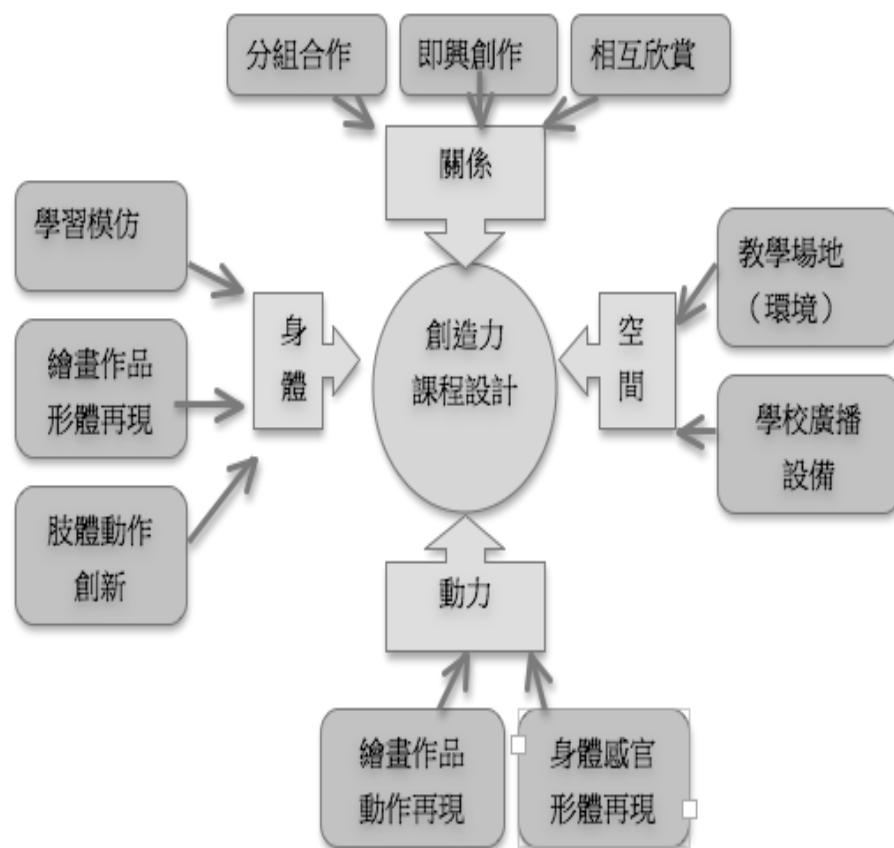 分組合作
即興創作
相互欣賞
關係
學習模仿
繪畫作品
形體再現
肢體動作
創新
身
體
創造力
課程設計
空
間
教學場地
（環境）
學校廣播
設備
動力
繪畫作品
動作再現
身體感官
形體再現